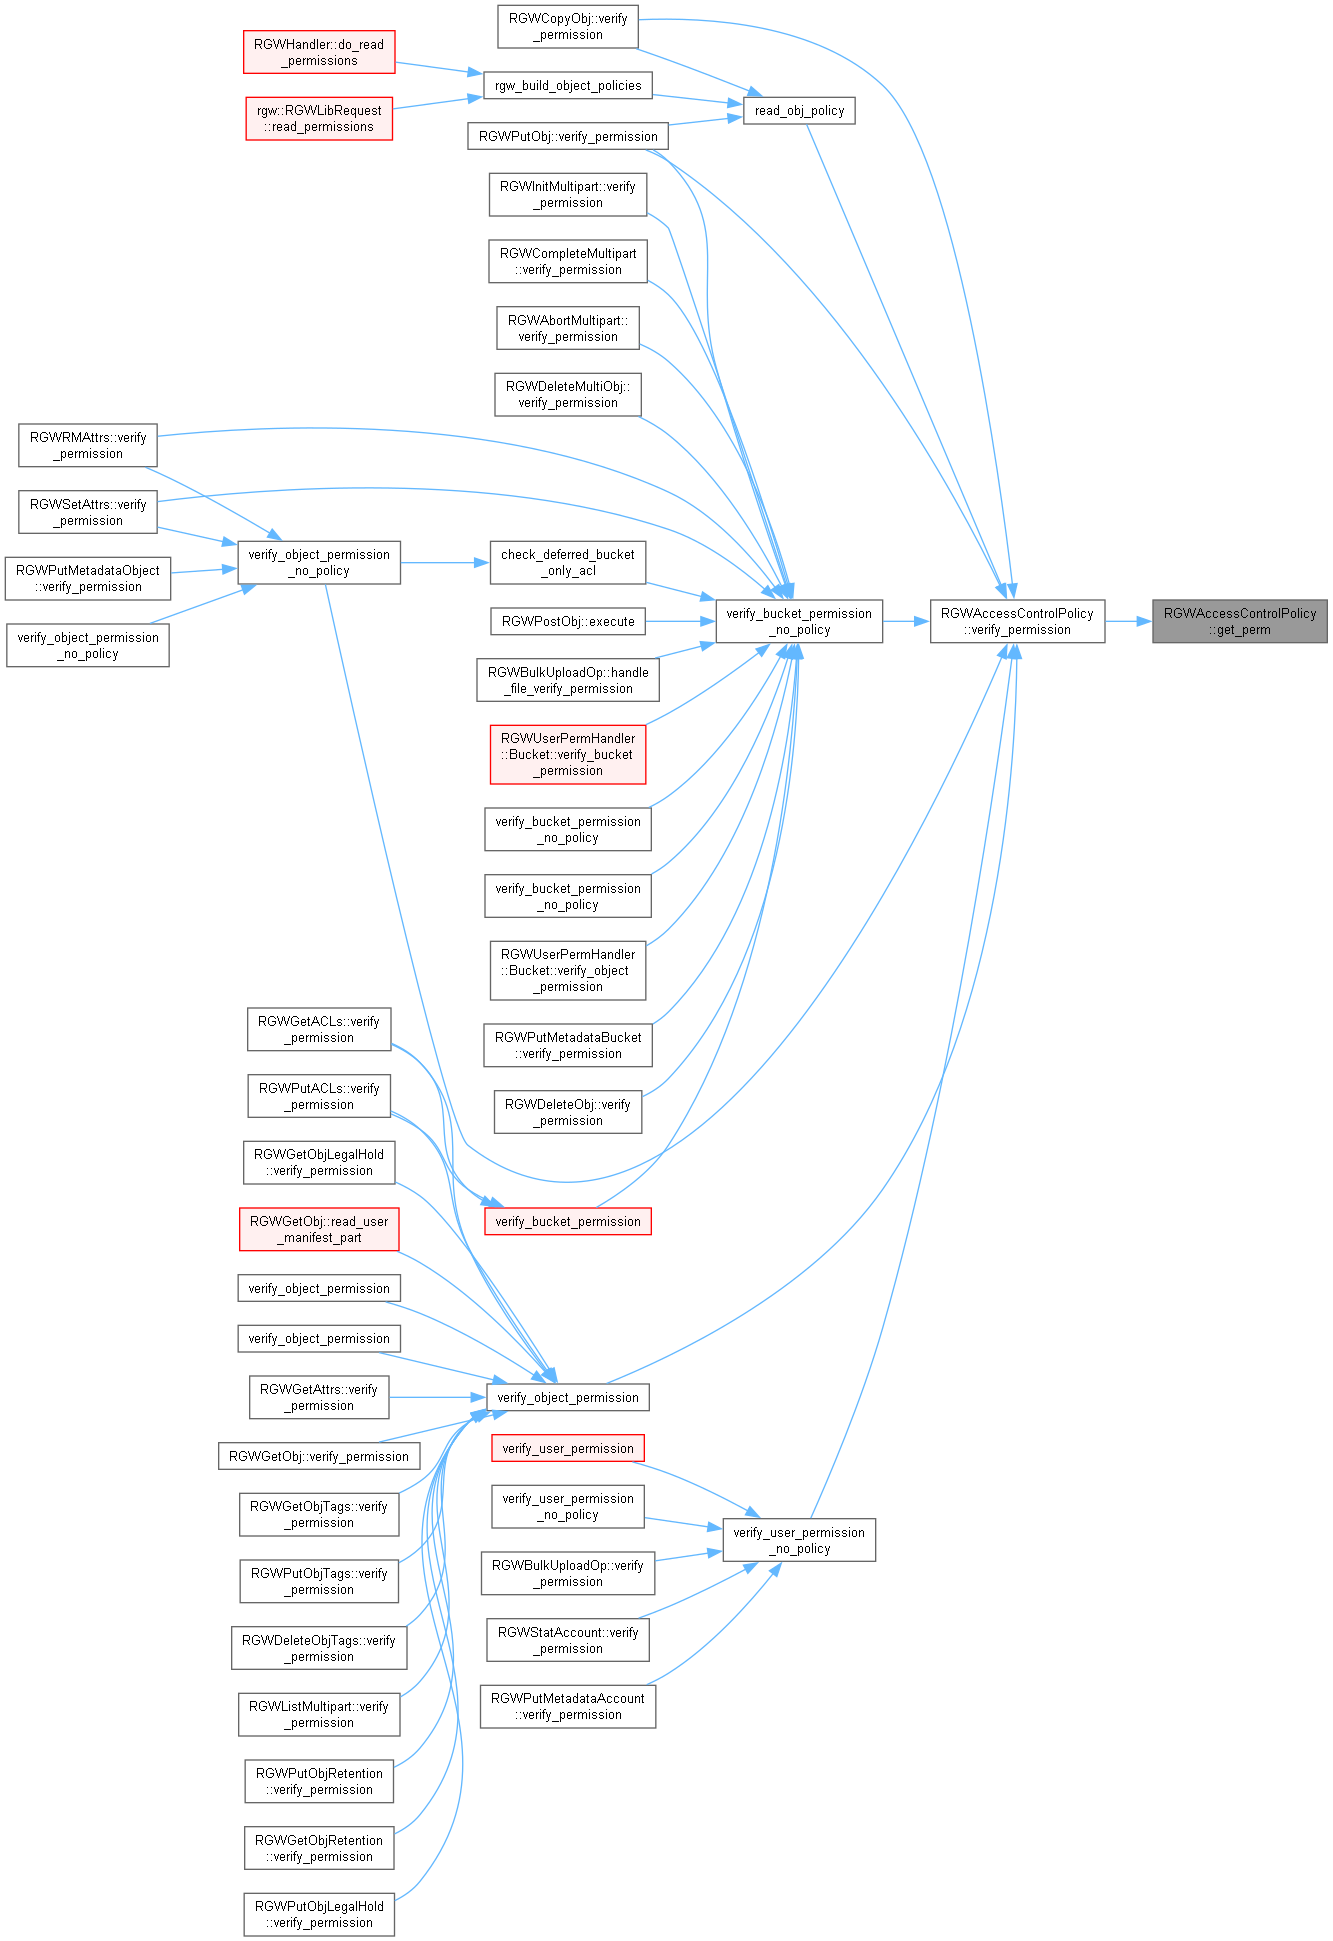 RGWCopyObj::verify
_permission
RGWHandler::do_read
_permissions
rgw_build_object_policies
rgw::RGWLibRequest
::read_permissions
read_obj_policy
RGWPutObj::verify_permission
RGWInitMultipart::verify
_permission
RGWCompleteMultipart
::verify_permission
RGWAbortMultipart::
verify_permission
RGWDeleteMultiObj::
verify_permission
RGWRMAttrs::verify
_permission
RGWSetAttrs::verify
_permission
RGWPutMetadataObject
::verify_permission
verify_object_permission
_no_policy
verify_object_permission
_no_policy
check_deferred_bucket
_only_acl
RGWPostObj::execute
verify_bucket_permission
_no_policy
RGWAccessControlPolicy
::verify_permission
RGWAccessControlPolicy
::get_perm
RGWBulkUploadOp::handle
_file_verify_permission
RGWUserPermHandler
::Bucket::verify_bucket
_permission
verify_bucket_permission
_no_policy
verify_bucket_permission
_no_policy
RGWUserPermHandler
::Bucket::verify_object
_permission
RGWPutMetadataBucket
::verify_permission
RGWDeleteObj::verify
_permission
verify_bucket_permission
RGWGetACLs::verify
_permission
RGWPutACLs::verify
_permission
RGWGetObjLegalHold
::verify_permission
RGWGetObj::read_user
_manifest_part
verify_object_permission
verify_object_permission
RGWGetAttrs::verify
_permission
verify_object_permission
RGWGetObj::verify_permission
RGWGetObjTags::verify
_permission
RGWPutObjTags::verify
_permission
RGWDeleteObjTags::verify
_permission
RGWListMultipart::verify
_permission
RGWPutObjRetention
::verify_permission
RGWGetObjRetention
::verify_permission
RGWPutObjLegalHold
::verify_permission
verify_user_permission
verify_user_permission
_no_policy
verify_user_permission
_no_policy
RGWBulkUploadOp::verify
_permission
RGWStatAccount::verify
_permission
RGWPutMetadataAccount
::verify_permission